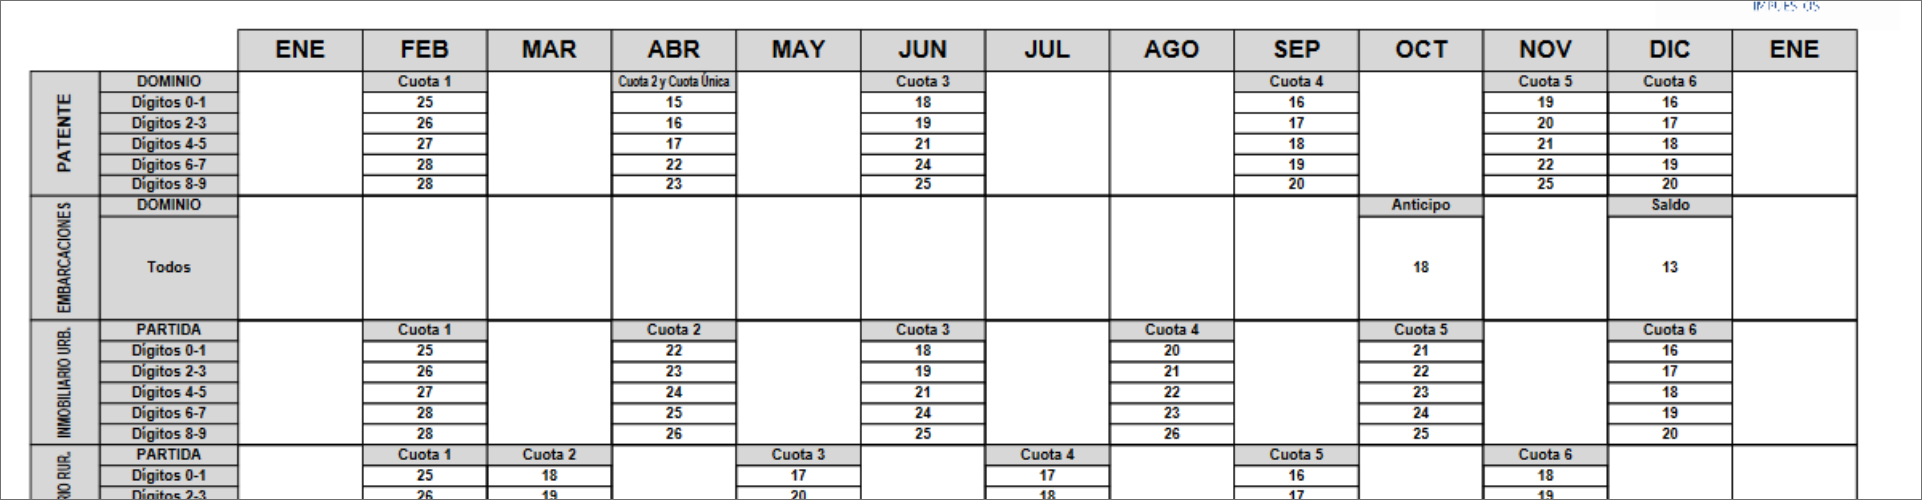 IMPUESTOS
ENE FEB MAR ABR MAY JUN JUL AGO SEP OCT NOV DIC ENE
PATENTE
DOMINIO Cuota 1 Cuota 2 y Cuota Única Cuota 3 Cuota 4 Cuota 5 Cuota 6
Dígitos 0-1 25 15 18 16 19 16
Dígitos 2-3 26 16 19 17 20 17
Dígitos 4-5 27 17 21 18 21 18
Dígitos 6-7 28 22 24 19 22 19
Dígitos 8-9 28 23 25 20 25 20
EMBARCACIONES
DOMINIO Anticipo Saldo
Todos 18 13
INMOBILIARIO URB.
PARTIDA Cuota 1 Cuota 2 Cuota 3 Cuota 4 Cuota 5 Cuota 6
Dígitos 0-1 25 22 18 20 21 16
Dígitos 2-3 26 23 19 21 22 17
Dígitos 4-5 27 24 21 22 23 18
Dígitos 6-7 28 25 24 23 24 19
Dígitos 8-9 28 26 25 26 25 20
RUR.
PARTIDA Cuota 1 Cuota 2 Cuota 3 Cuota 4 Cuota 5 Cuota 6
Dígitos 0-1 25 18 17 17 16 18
Dígitos 2-3 26 19 20 18 17 19